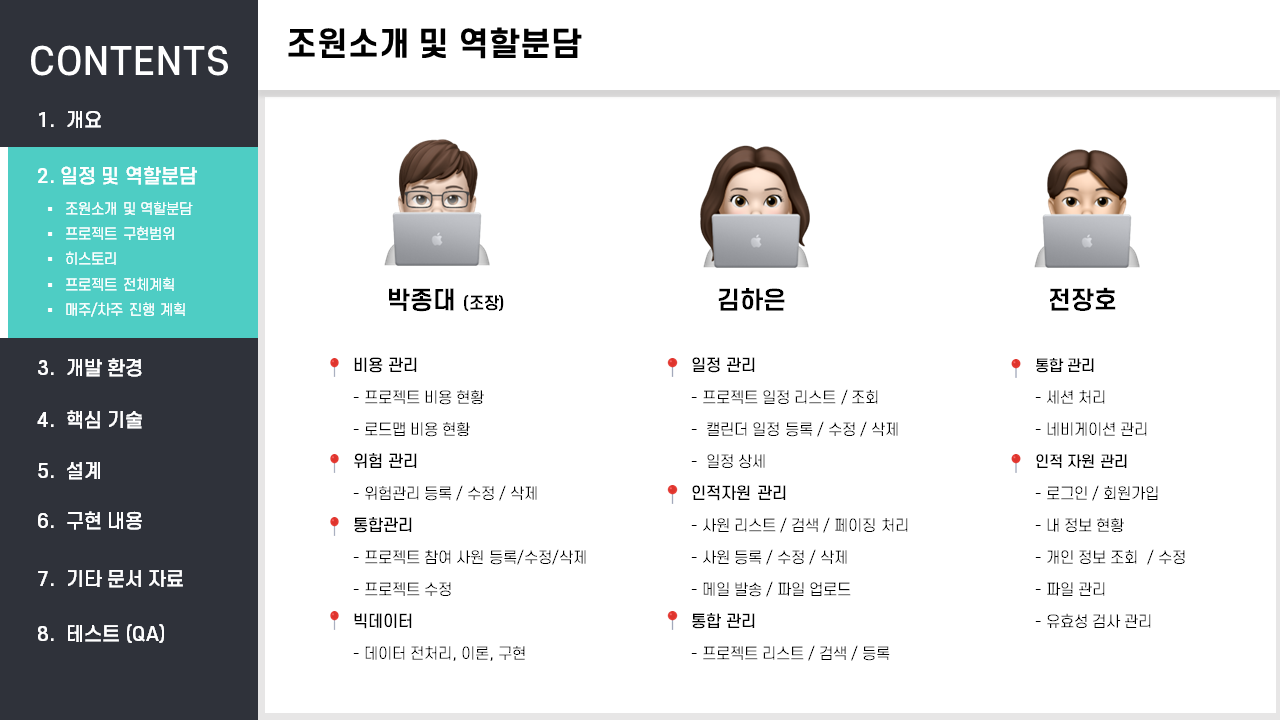 CONTENTS
1. 개요
2. 일정 및 역할분담
▪ 조원소개 및 역할분담
▪ 프로젝트 구현범위
▪ 히스토리
▪ 프로젝트 전체계획
▪ 매주/차주 진행 계획
3. 개발 환경
4. 핵심 기술
5. 설계
6. 구현 내용
7. 기타 문서 자료
8. 테스트 (QA)
조원소개 및 역할분담
박종대 (조장)
비용 관리
- 프로젝트 비용 현황
- 로드맵 비용 현황
위험 관리
- 위험관리 등록 / 수정 / 삭제
통합관리
- 프로젝트 참여 사원 등록/수정/삭제
- 프로젝트 수정
빅데이터
- 데이터 전처리, 이론, 구현
김하은
일정 관리
- 프로젝트 일정 리스트 / 조회
- 캘린더 일정 등록 / 수정 / 삭제
- 일정 상세
인적자원 관리
- 사원 리스트 / 검색 / 페이징 처리
- 사원 등록 / 수정 / 삭제
- 메일 발송 / 파일 업로드
통합 관리
- 프로젝트 리스트 / 검색 / 등록
전장호
통합 관리
- 세션 처리
- 네비게이션 관리
인적 자원 관리
- 로그인 / 회원가입
- 내 정보 현황
- 개인 정보 조회 / 수정
- 파일 관리
- 유효성 검사 관리